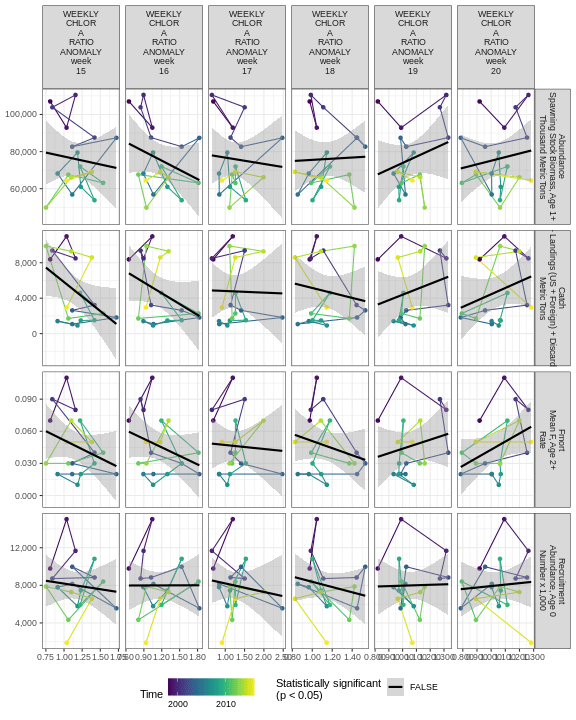 WEEKLY WEEKLY WEEKLY WEEKLY WEEKLY WEEKLY
CHLOR CHLOR CHLOR CHLOR CHLOR CHLOR
A A A A A A
RATIO RATIO RATIO RATIO RATIO RATIO
ANOMALY ANOMALY ANOMALY ANOMALY ANOMALY ANOMALY
week week week week week week
15 16 17 18 19 20
100,000
80,000
60,000
Abundance
Spawning Stock Biomass, Age 1+
Thousand Metric Tons
8,000
4,000
0
Catch
Landings (US + Foreign) + Discard
Metric Tons
0.090
0.060
0.030
0.000
Fmort
Mean F, Age 2+
Rate
12,000
8,000
4,000
Recruitment
Abundance, Age 0
Number x 1,000
0.75 1.00 1.25 1.50 0.90 1.20 1.50 1.80 1.00 1.50 2.00 1.00 1.20 1.40
Time
2000 2010
Statistically significant
(p < 0.05)
FALSE